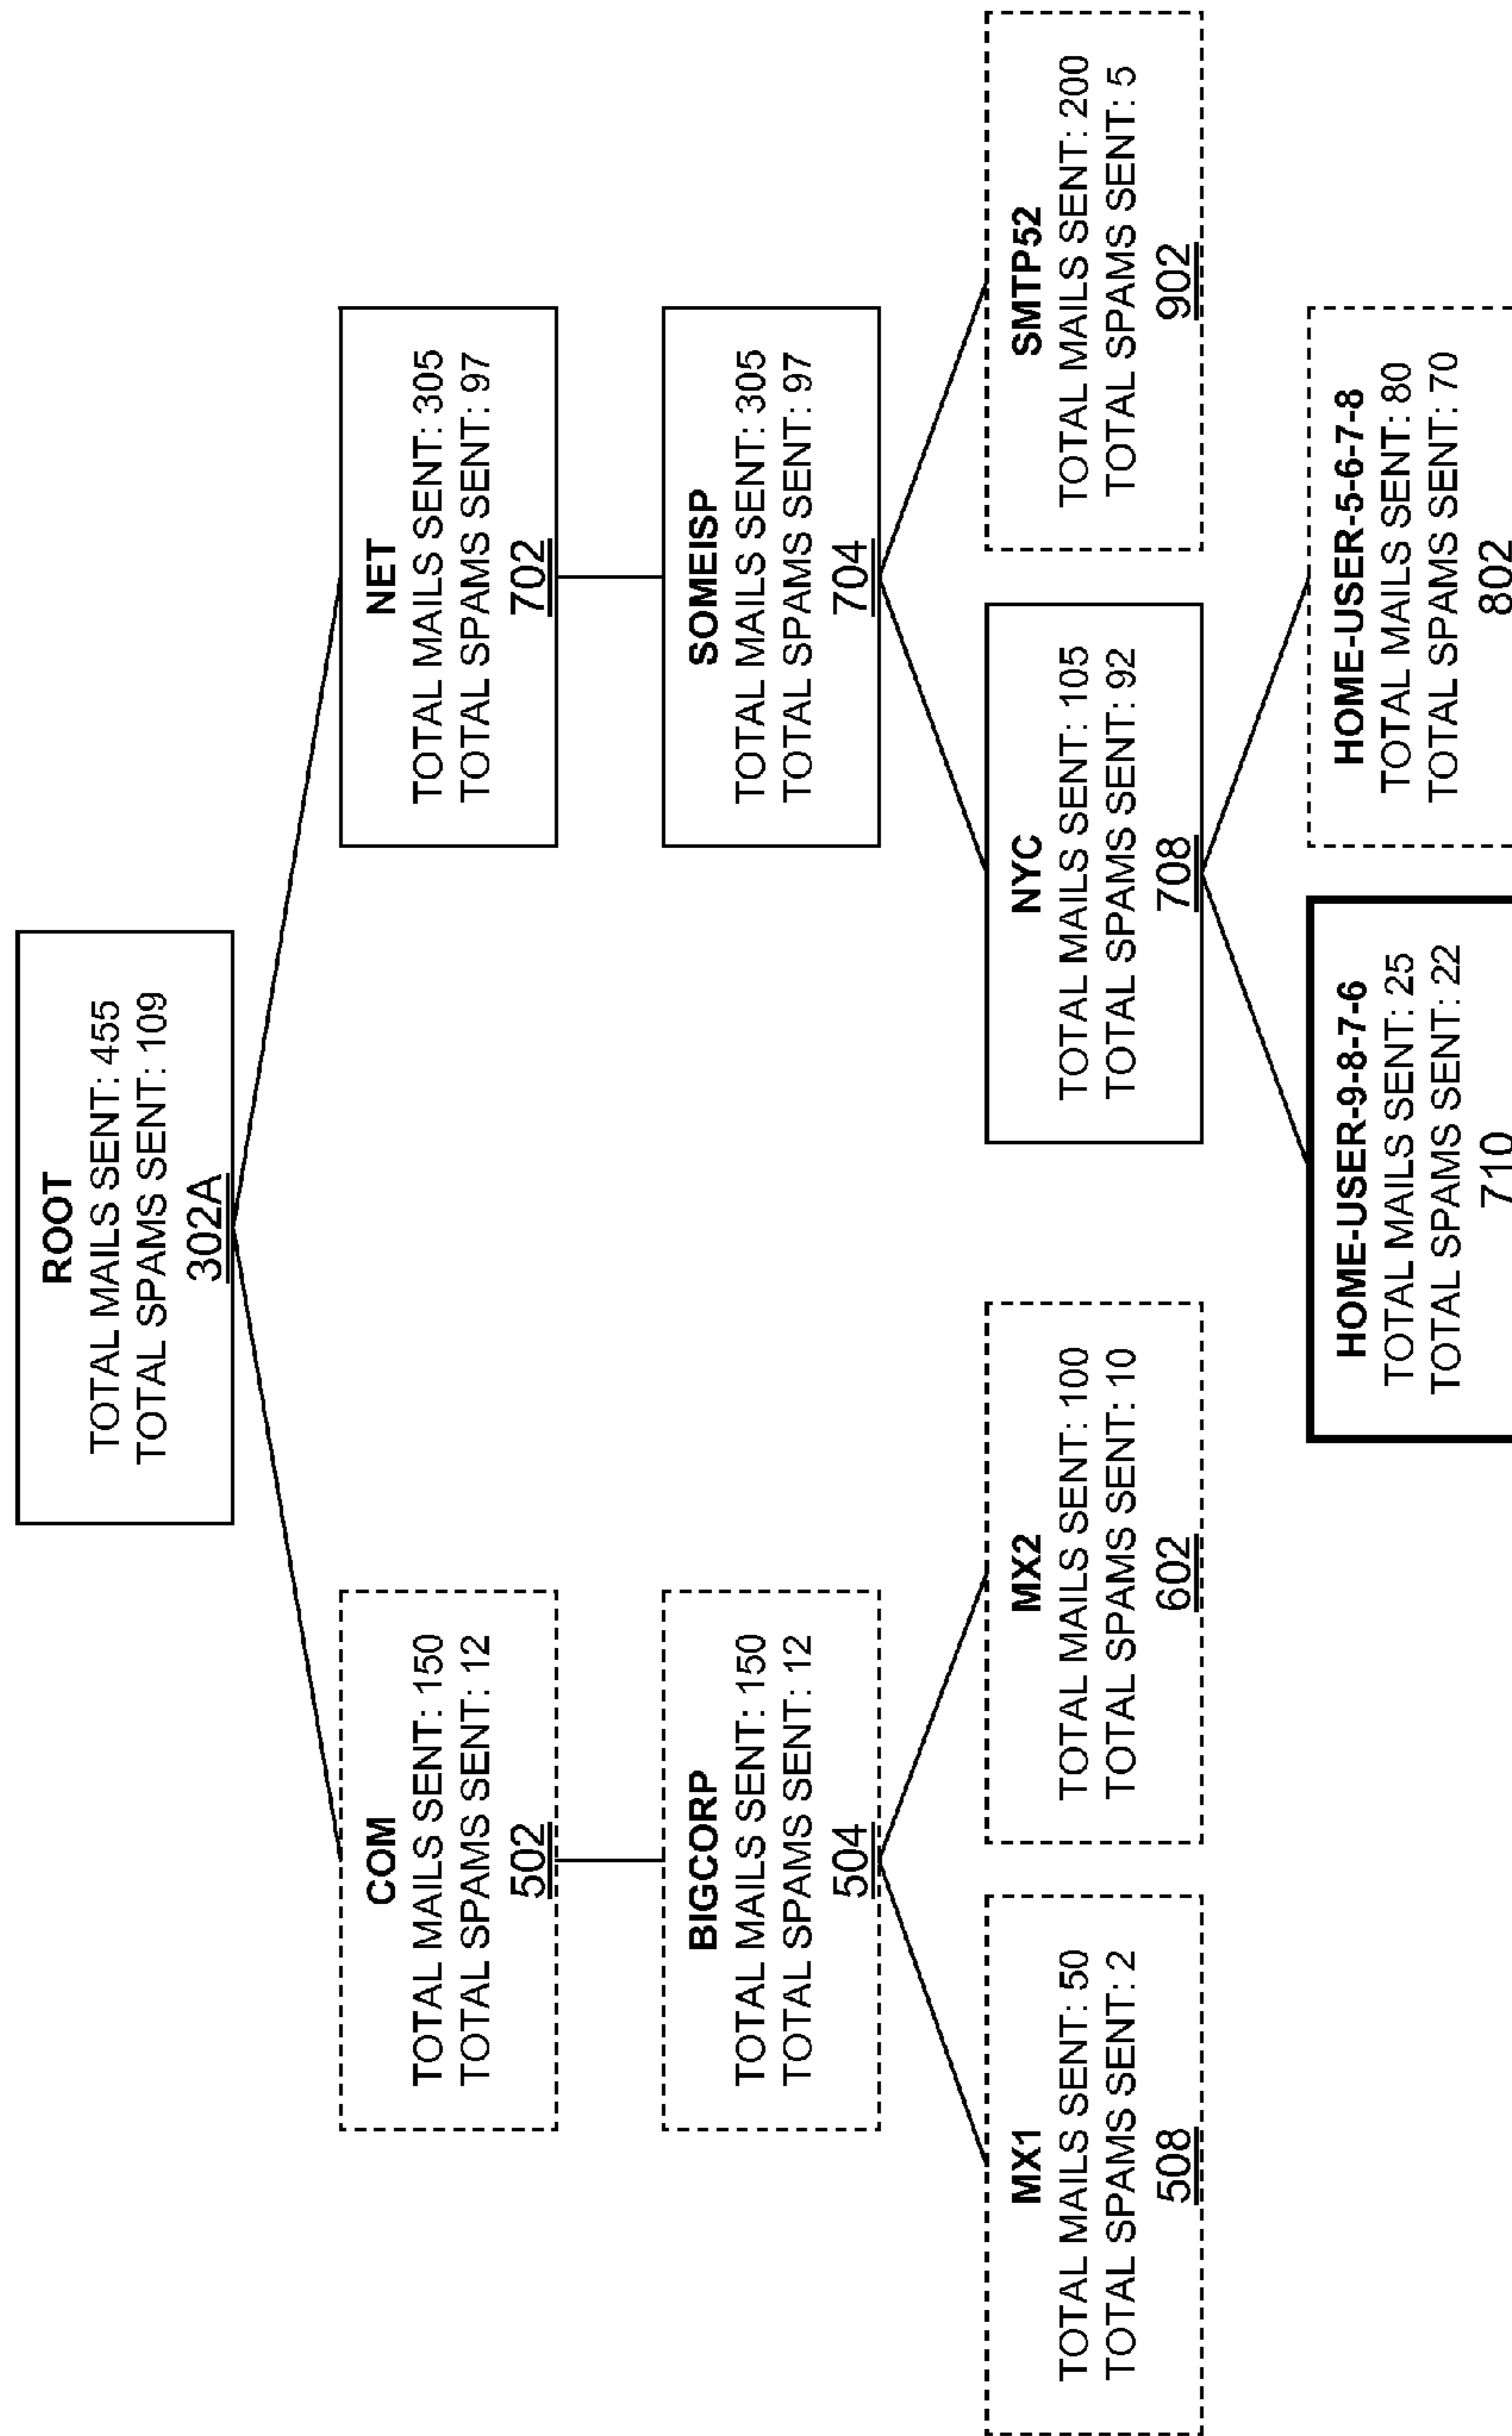 ROOT
TOTAL MAILS SENT: 455
TOTAL SPAMS SENT: 109
302A
COM
TOTAL MAILS SENT: 150
TOTAL SPAMS SENT: 12
502
NET
TOTAL MAILS SENT: 305
TOTAL SPAMS SENT: 97
702
BIGCORP
TOTAL MAILS SENT: 150
TOTAL SPAMS SENT: 12
504
SOMEISP
TOTAL MAILS SENT: 305
TOTAL SPAMS SENT: 97
704
MX1
TOTAL MAILS SENT: 50
TOTAL SPAMS SENT: 2
508
MX2
TOTAL MAILS SENT: 100
TOTAL SPAMS SENT: 10
602
NYC
TOTAL MAILS SENT: 105
TOTAL SPAMS SENT: 92
708
SMTP52
TOTAL MAILS SENT: 200
TOTAL SPAMS SENT: 5
902
HOME-USER-9-8-7-6
TOTAL MAILS SENT: 25
TOTAL SPAMS SENT: 22
710
HOME-USER-5-6-7-8
TOTAL MAILS SENT: 80
TOTAL SPAMS SENT: 70
802